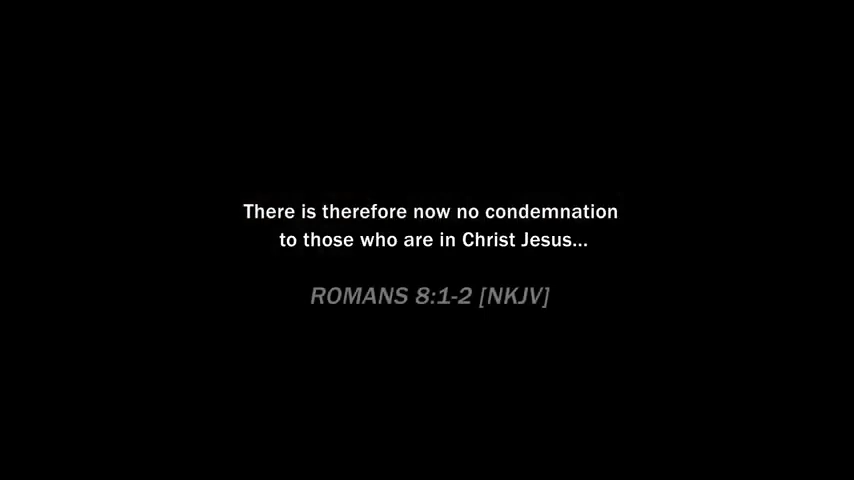 There is therefore now no condemnation
to those who are in Christ Jesus...
ROMANS 8:1-2 [NKJV]